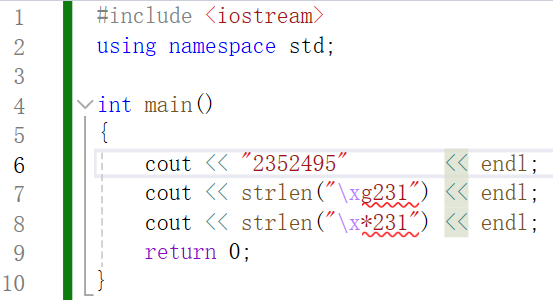 1 #include <iostream>
2 using namespace std;
3
4 int main()
5 {
6 cout << "2352495" << endl;
7 cout << strlen("\xg231") << endl;
8 cout << strlen("\x*231") << endl;
9 return 0;
10 }